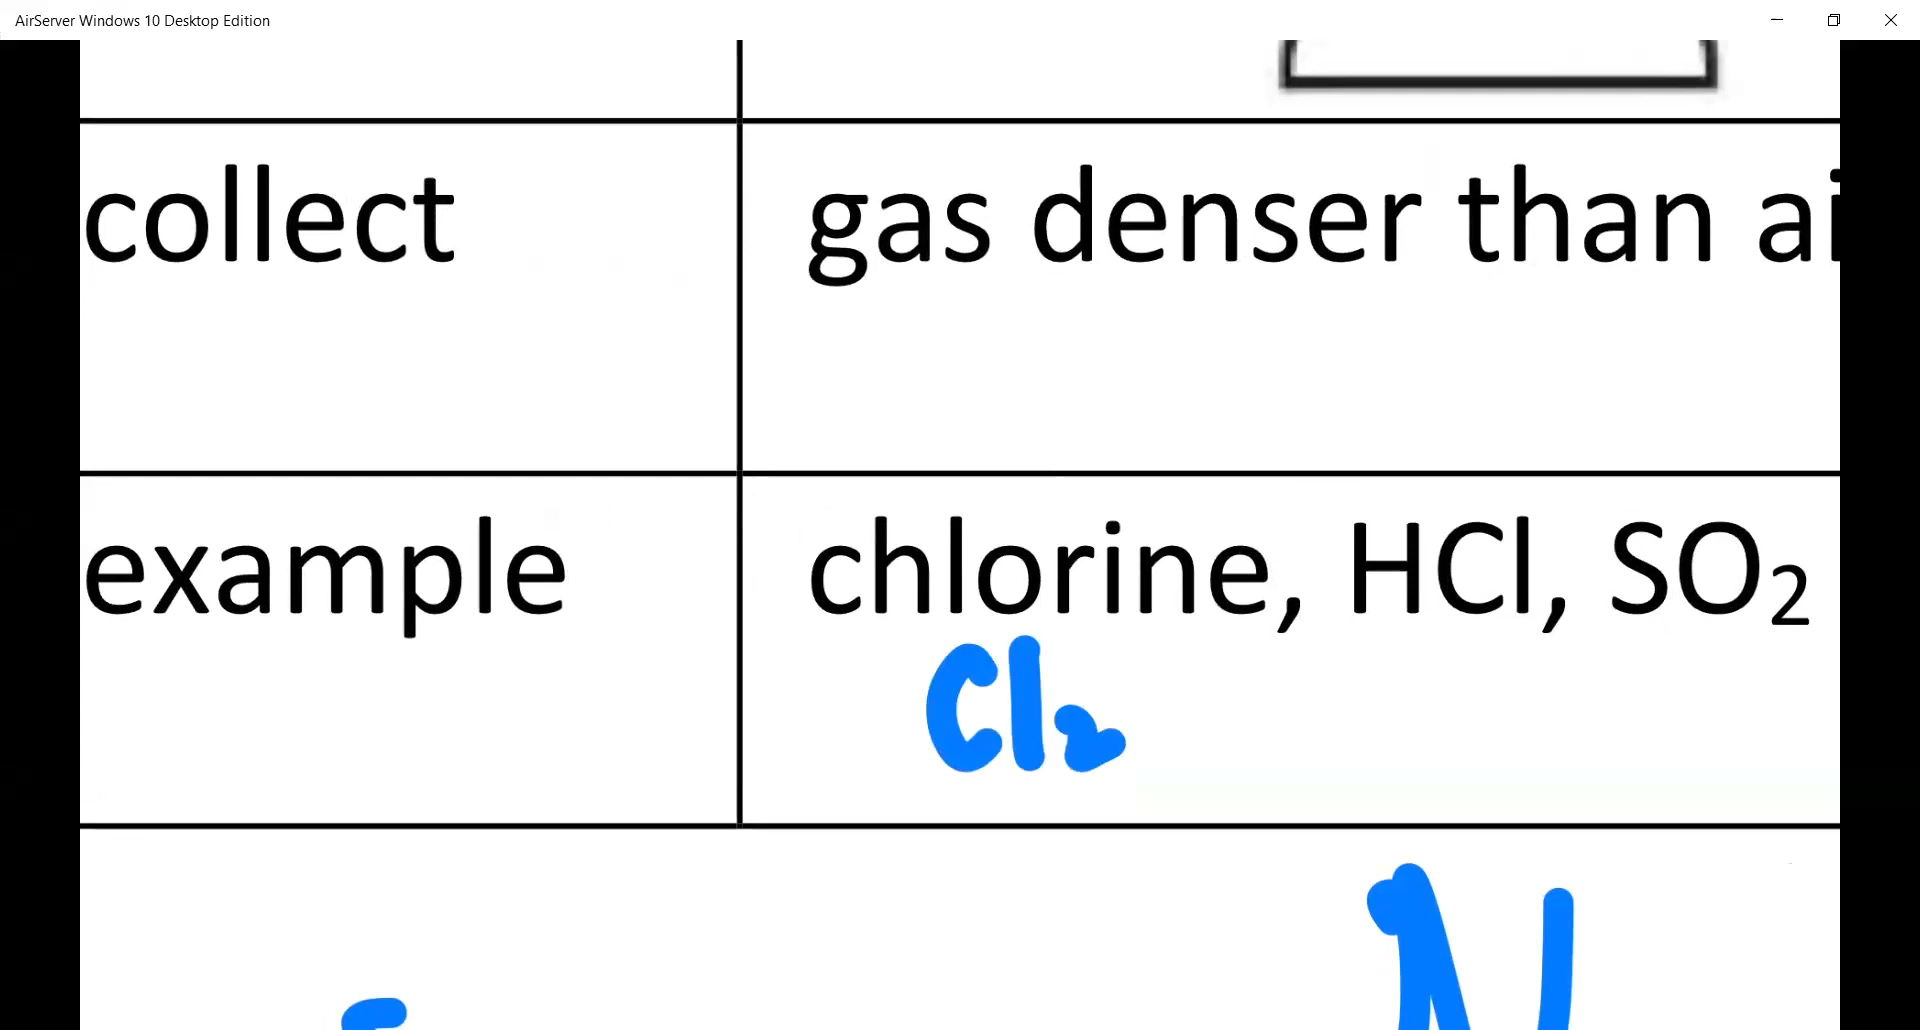 AirServer Windows 10 Desktop Edition
collect
gas denser than ai
example
chlorine, HCl, SO₂
Cl₂
N